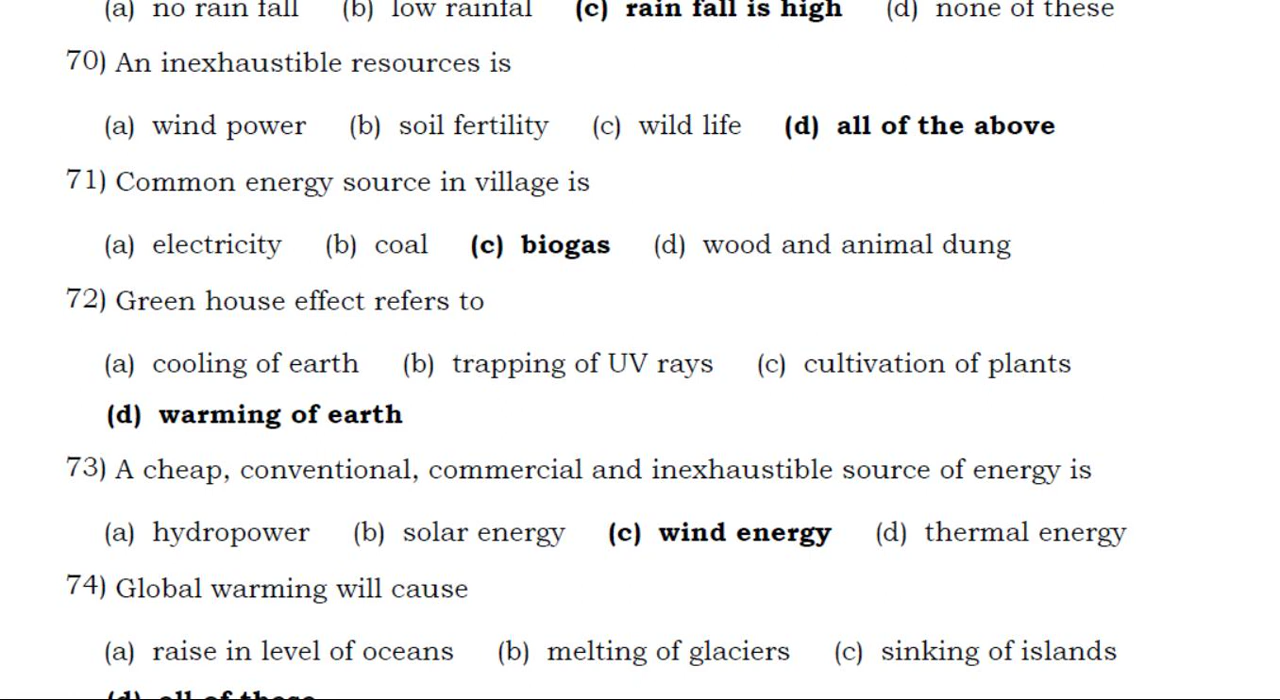 (a) no rain fall (b) low rainfal (c) rain fall is high (d) none of these
70) An inexhaustible resources is
(a) wind power (b) soil fertility (c) wild life (d) all of the above
71) Common energy source in village is
(a) electricity (b) coal (c) biogas (d) wood and animal dung
72) Green house effect refers to
(a) cooling of earth (b) trapping of UV rays (c) cultivation of plants
(d) warming of earth
73) A cheap, conventional, commercial and inexhaustible source of energy is
(a) hydropower (b) solar energy (c) wind energy (d) thermal energy
74) Global warming will cause
(a) raise in level of oceans (b) melting of glaciers (c) sinking of islands
(d) all of these